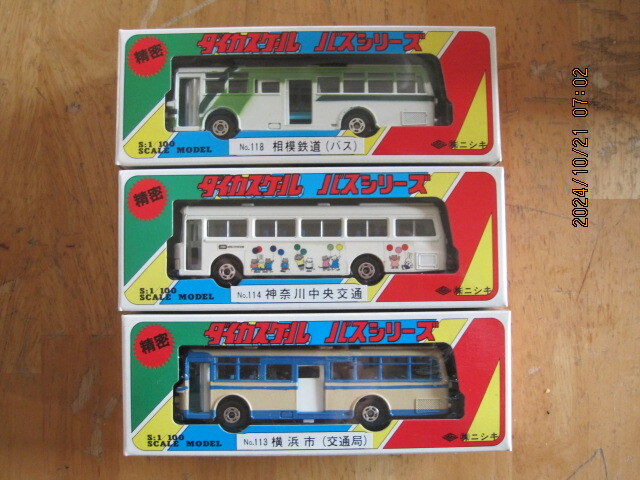 ダイカスケール バスシリーズ
精密
S:1 100
SCALE MODEL
No.118 相模鉄道(バス)
㈱ニシキ
ダイカスケール バスシリーズ
精密
S:1 100
SCALE MODEL
No.114 神奈川中央交通
㈱ニシキ
ダイカスケール バスシリーズ
精密
S:1 100
SCALE MODEL
No.113 横浜市(交通局)
㈱ニシキ
2024/10/21 07:02